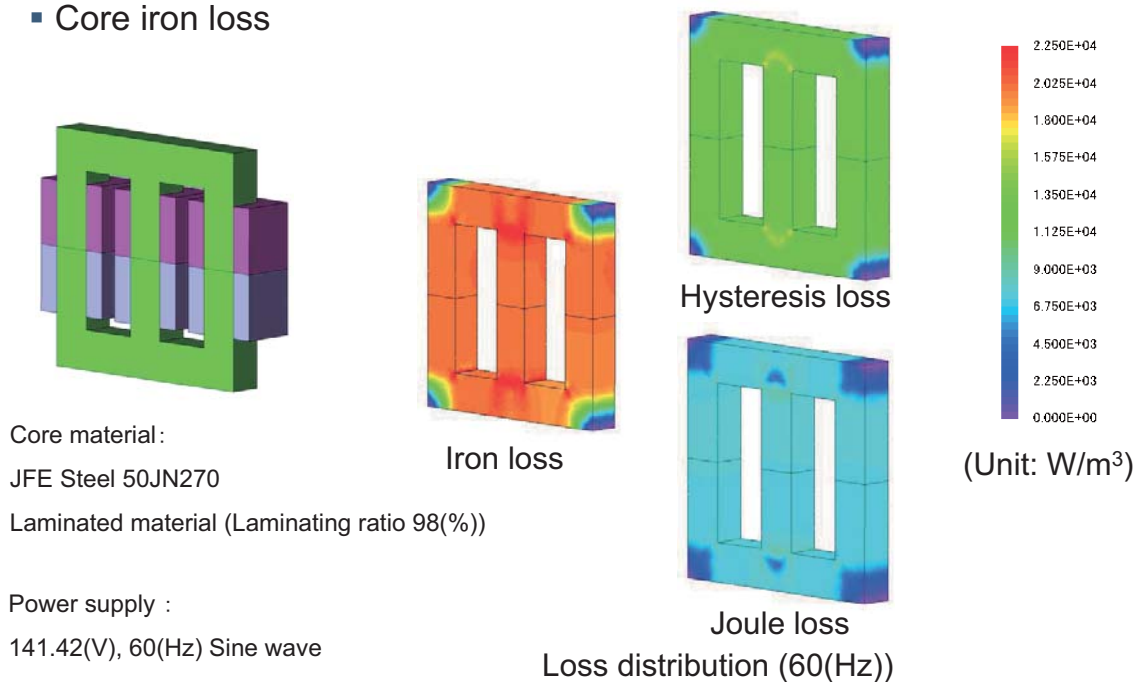 ▪ Core iron loss
Core material:
JFE Steel 50JN270
Laminated material (Laminating ratio 98(%))
Power supply :
141.42(V), 60(Hz) Sine wave
Iron loss
Hysteresis loss
Joule loss
Loss distribution (60(Hz))
2.250E+04
2.025E+04
1.800E+04
1.575E+04
1.350E+04
1.125E+04
9.000E+03
6.750E+03
4.500E+03
2.250E+03
0.000E+00
(Unit: W/m³)